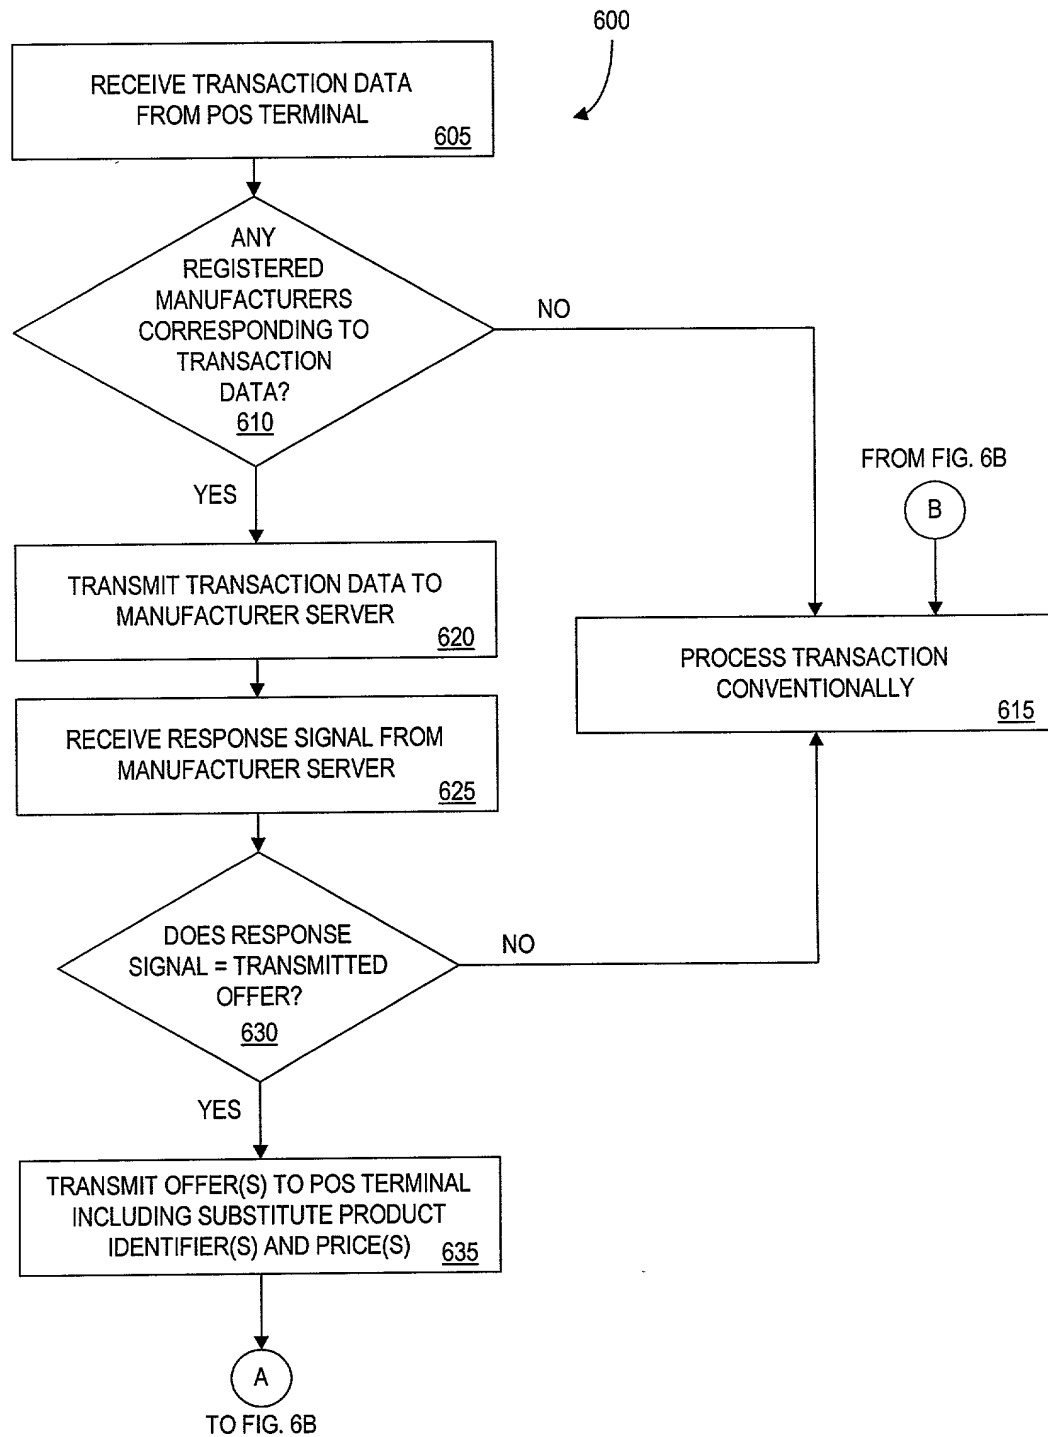 600
RECEIVE TRANSACTION DATA
FROM POS TERMINAL
605
ANY
REGISTERED
MANUFACTURERS
CORRESPONDING TO
TRANSACTION
DATA?
610
NO
YES
FROM FIG. 6B
B
TRANSMIT TRANSACTION DATA TO
MANUFACTURER SERVER
620
PROCESS TRANSACTION
CONVENTIONALLY
615
RECEIVE RESPONSE SIGNAL FROM
MANUFACTURER SERVER
625
DOES RESPONSE
SIGNAL = TRANSMITTED
OFFER?
630
NO
YES
TRANSMIT OFFER(S) TO POS TERMINAL
INCLUDING SUBSTITUTE PRODUCT
IDENTIFIER(S) AND PRICE(S)
635
A
TO FIG. 6B